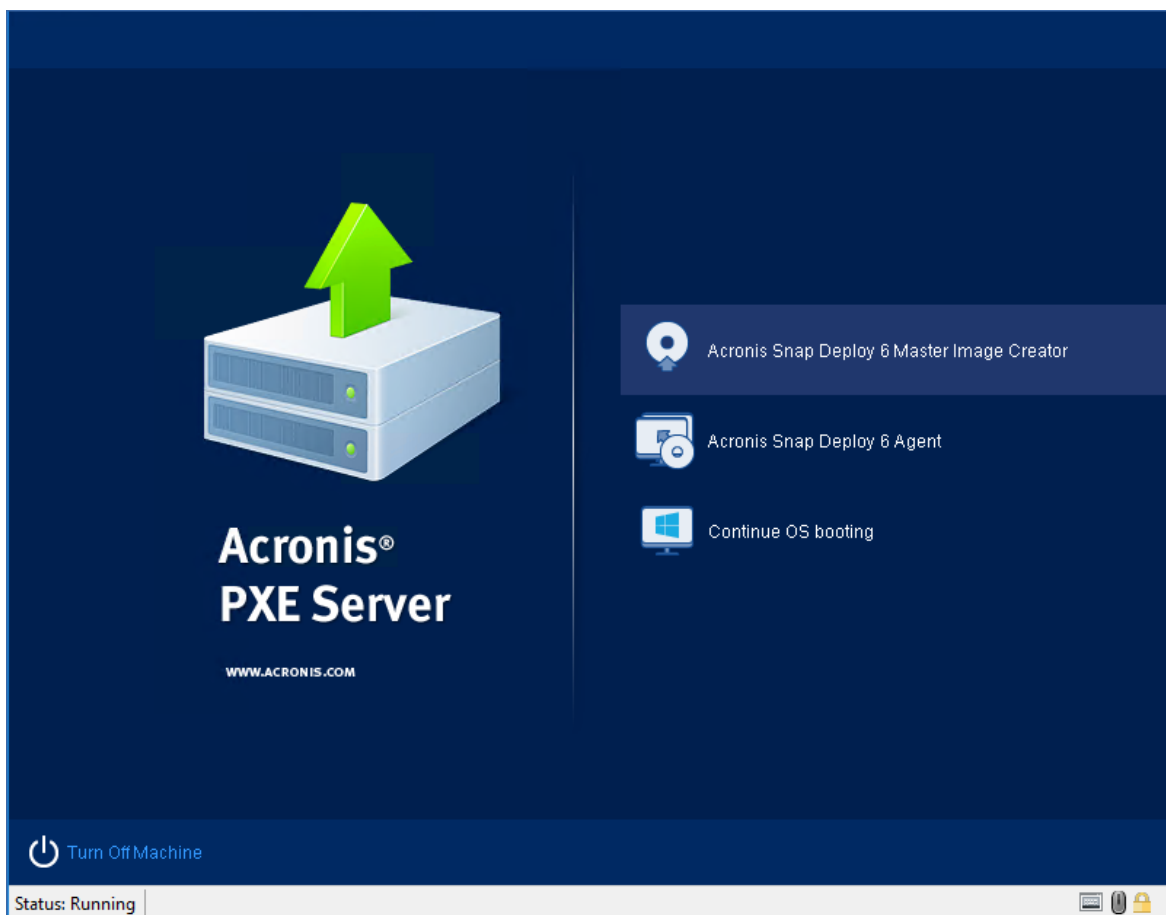 Acronis®
PXE Server
WWW.ACRONIS.COM
Acronis Snap Deploy 6 Master Image Creator
Acronis Snap Deploy 6 Agent
Continue OS booting
Turn Off Machine
Status: Running